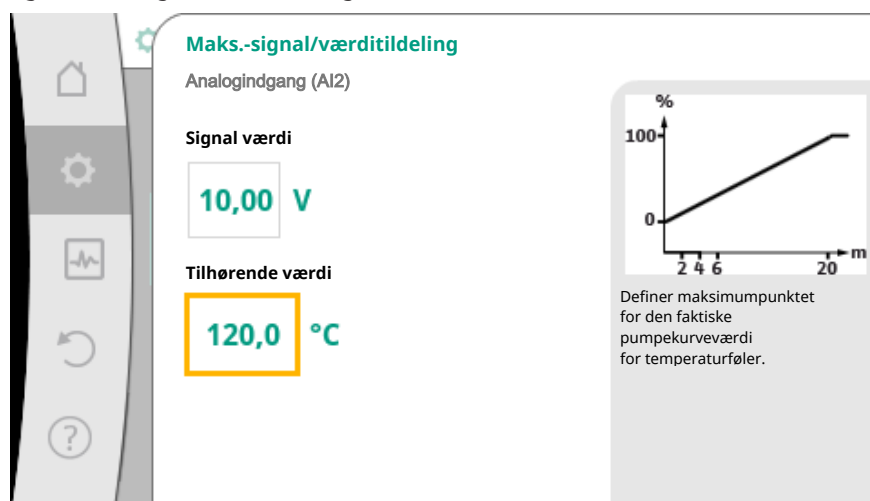 Maks.-signal/værditildeling
Analogindgang (AI2)
Signal værdi
10,00 V
Tilhørende værdi
120,0 °C
%
100
0
2 4 6 20 m
Definer maksimumpunktet
for den faktiske
pumpekurveværdi
for temperaturføler.
?